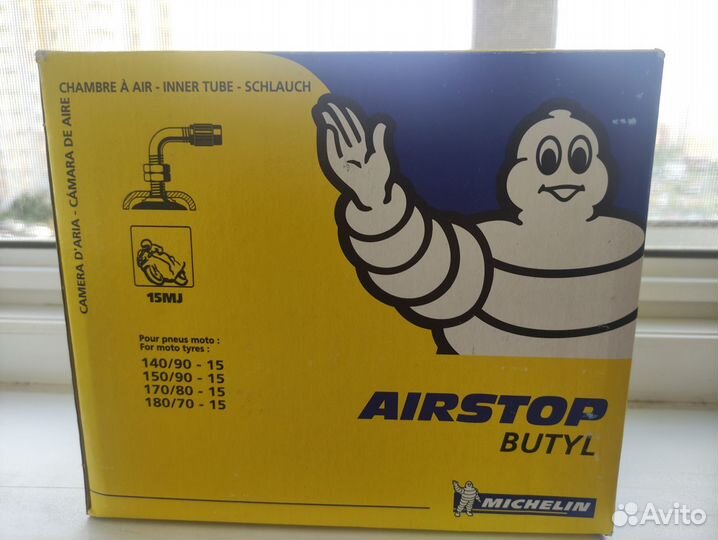 CHAMBRE À AIR - INNER TUBE - SCHLAUCH
CAMERA D'ARIA - CÁMARA DE AIRE
15MJ
Pour pneus moto :
For moto tyres :
140/90 - 15
150/90 - 15
170/80 - 15
180/70 - 15
AIRSTOP
BUTYL
MICHELIN
Avito